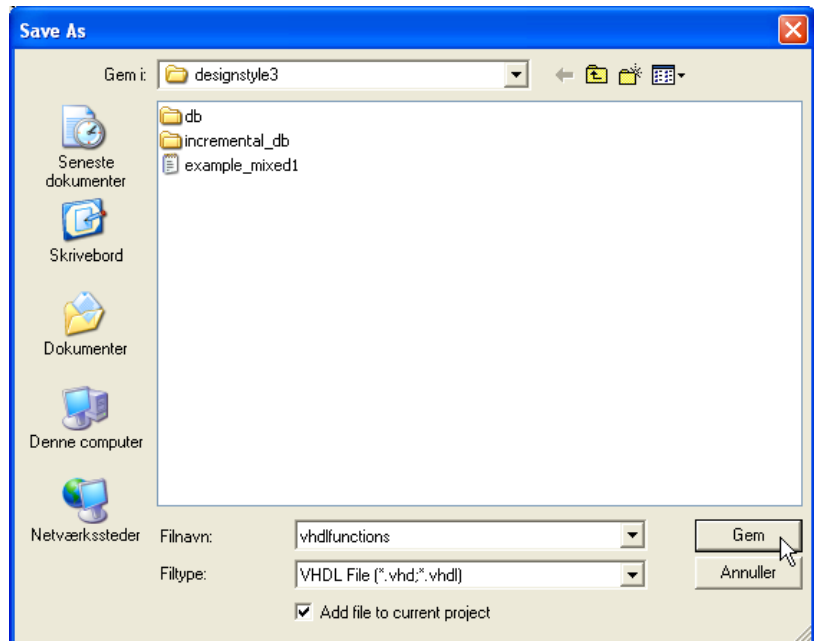 Save As
Gem i:
designstyle3
db
incremental_db
example_mixed1
Seneste
dokumenter
Skrivebord
Dokumenter
Denne computer
Netværkssteder
Filnavn:
vhdlfunctions
Gem
Filtype:
VHDL File (*.vhd;*.vhdl)
Annuller
Add file to current project